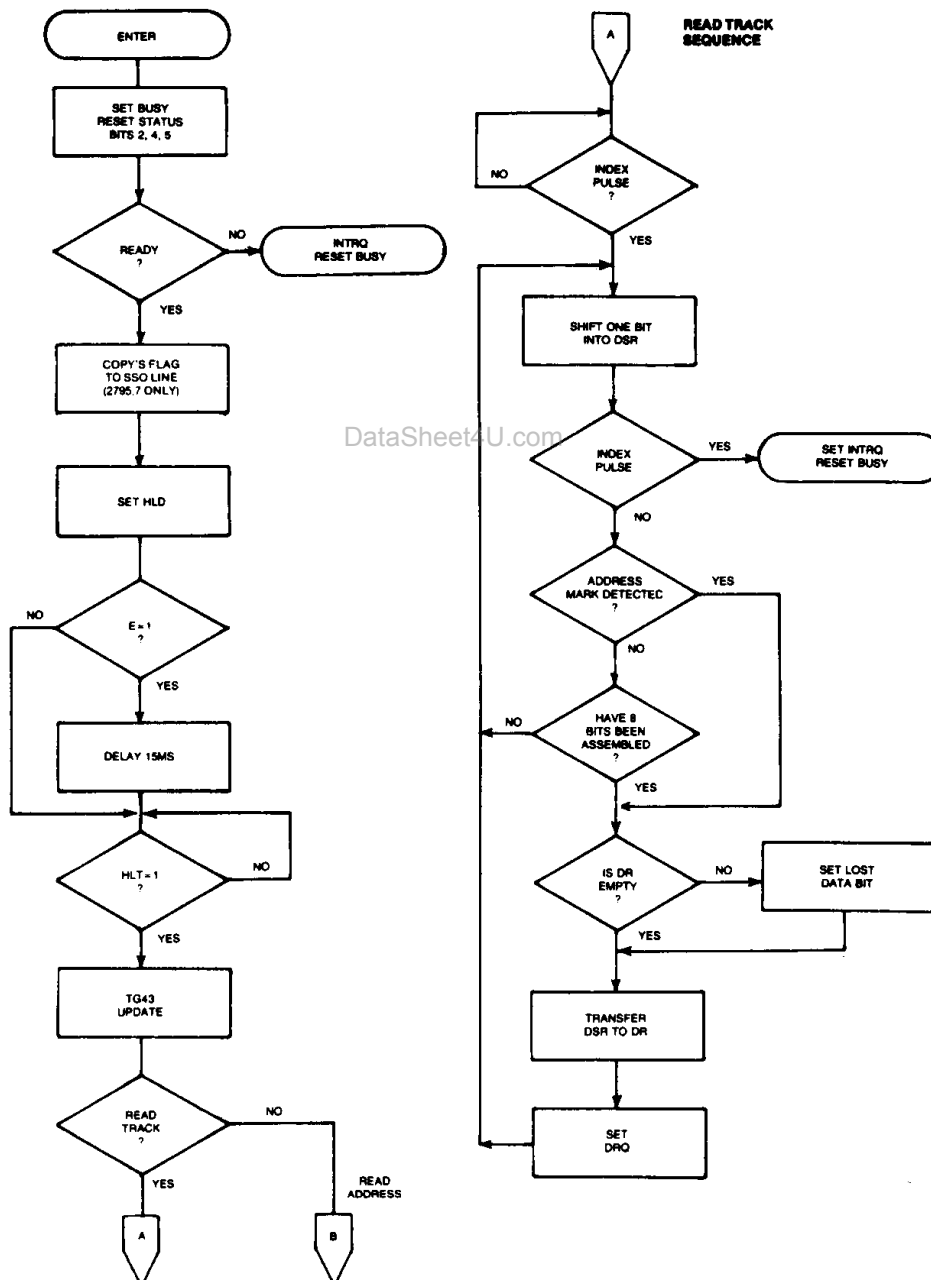 ENTER
SET BUSY
RESET STATUS
BITS 2, 4, 5
READY
?
NO
INTRQ
RESET BUSY
YES
COPY'S FLAG
TO SSO LINE
(2795.7 ONLY)
SET HLD
E = 1
?
NO
YES
DELAY 15MS
HLT = 1
?
NO
YES
TG43
UPDATE
READ
TRACK
?
NO
YES
READ
ADDRESS
A
B
A
READ TRACK
SEQUENCE
INDEX
PULSE
?
NO
YES
SHIFT ONE BIT
INTO DSR
DataSheet4U.com
INDEX
PULSE
YES
SET INTRQ
RESET BUSY
NO
ADDRESS
MARK DETECTED
?
YES
NO
HAVE 8
BITS BEEN
ASSEMBLED
?
NO
YES
IS DR
EMPTY
?
NO
SET LOST
DATA BIT
YES
TRANSFER
DSR TO DR
SET
DRQ